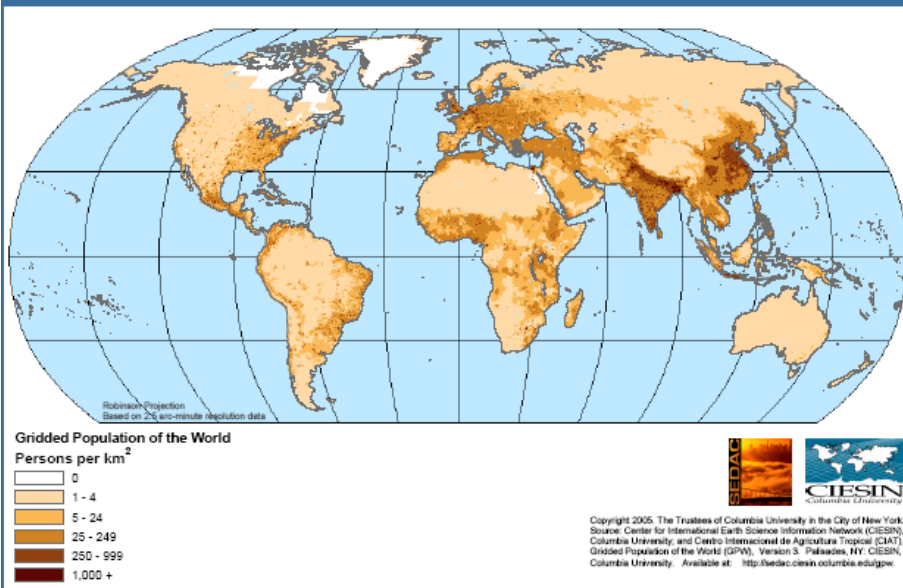 Robinson Projection
Based on 2.5 arc-minute resolution data
Gridded Population of the World
Persons per km²
0
1 - 4
5 - 24
25 - 249
250 - 999
1,000 +
SEDAC
CIESIN
Columbia University
Copyright 2005. The Trustees of Columbia University in the City of New York.
Source: Center for International Earth Science Information Network (CIESIN),
Columbia University; and Centro Internacional de Agricultura Tropical (CIAT),
Gridded Population of the World (GPW), Version 3. Palisades, NY: CIESIN,
Columbia University. Available at: http://sedac.ciesin.columbia.edu/gpw.